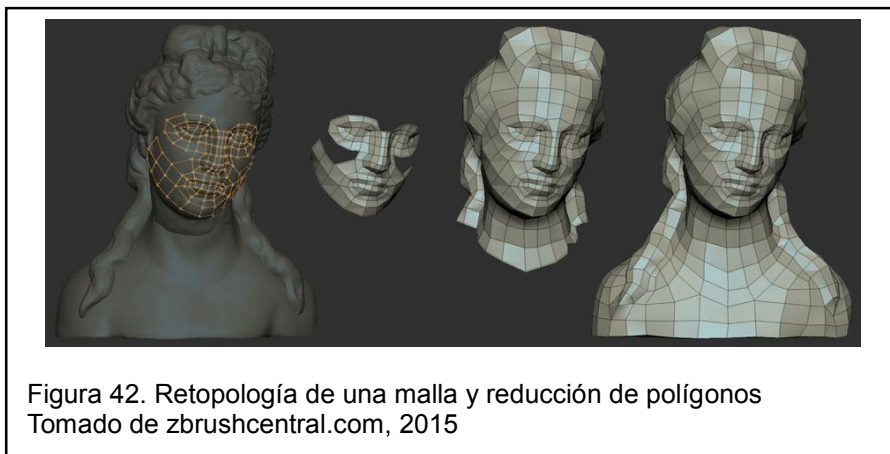 Figura 42. Retopología de una malla y reducción de polígonos
Tomado de zbrushcentral.com, 2015